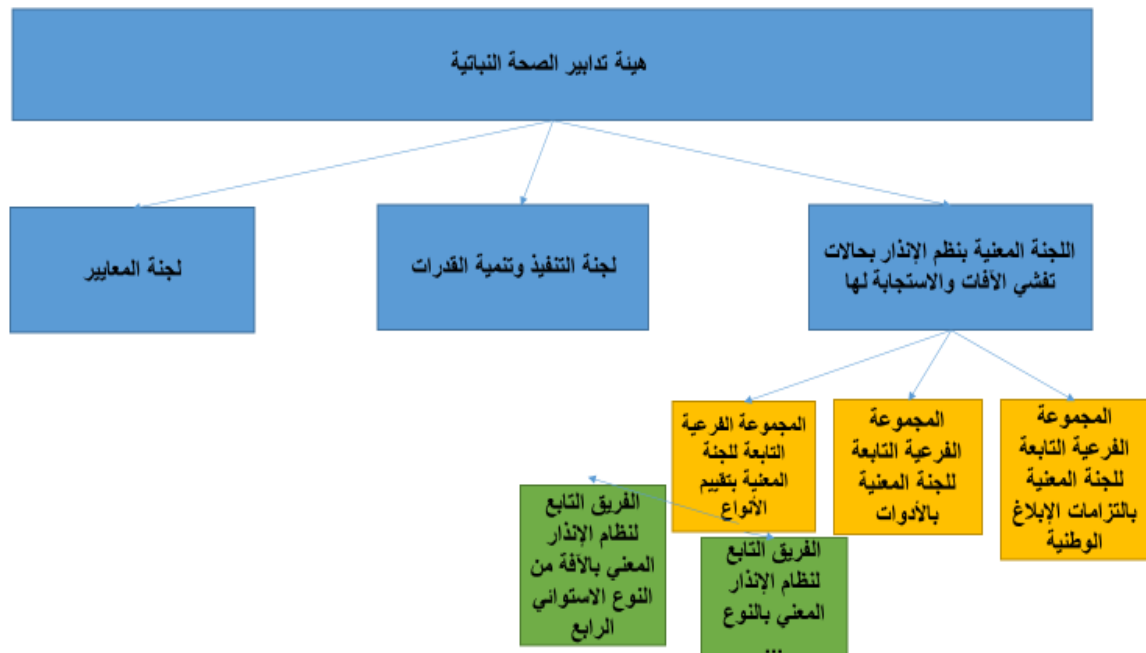 هيئة تدابير الصحة النباتية
اللجنة المعنية بنظم الإنذار بحالات
تفشي الآفات والاستجابة لها
لجنة التنفيذ وتنمية القدرات
لجنة المعايير
المجموعة
الفرعية التابعة
للجنة المعنية
بالتزامات الإبلاغ
الوطنية
المجموعة
الفرعية التابعة
للجنة المعنية
بالأدوات
المجموعة الفرعية
التابعة للجنة
المعنية بتقييم
الأنواع
الفريق التابع
لنظام الإنذار
المعني بالنوع
...
الفريق التابع
لنظام الإنذار
المعني بالآفة من
النوع الاستوائي
الرابع